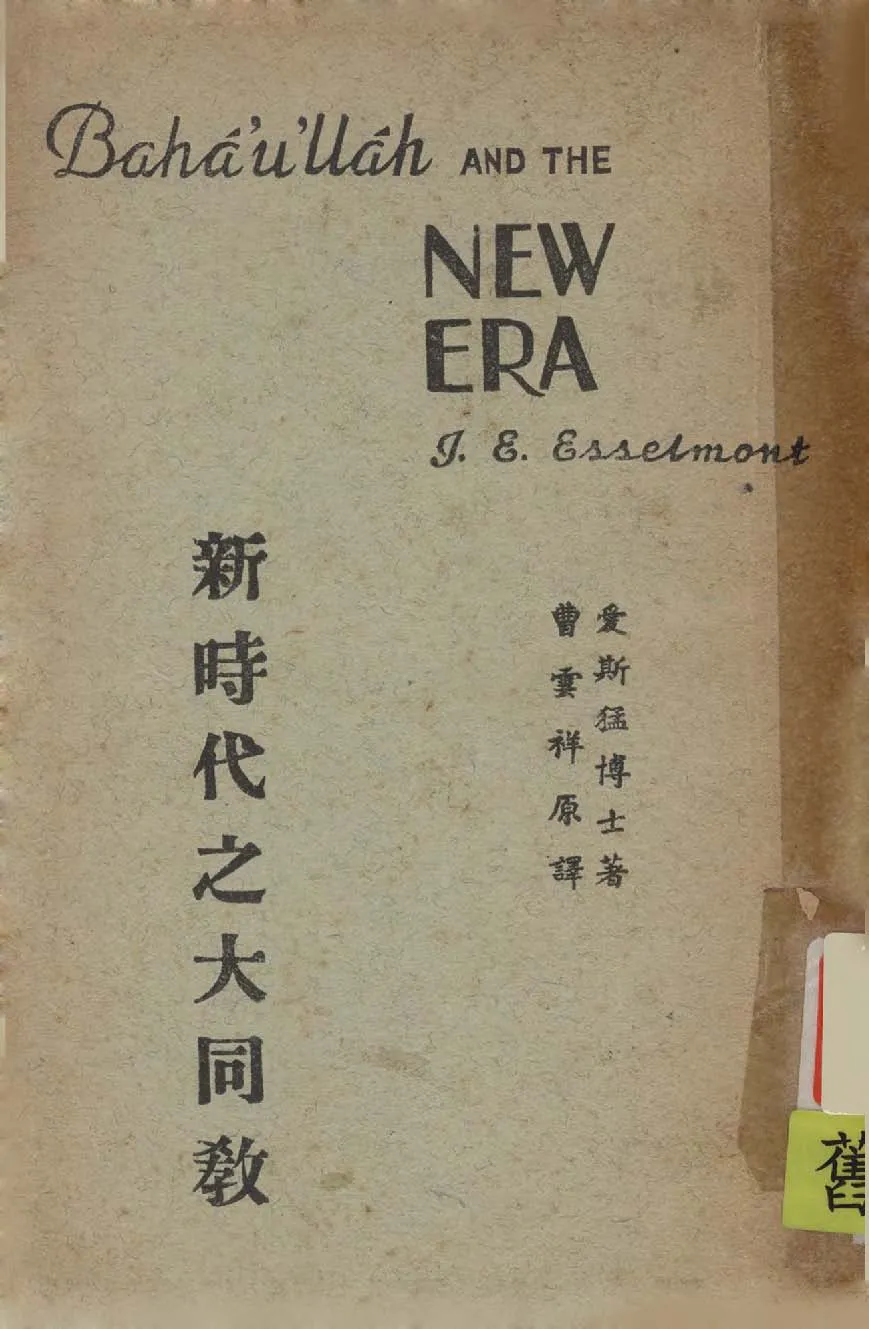 Bahá'u'lláh AND THE
NEW
ERA
J. E. Esselmont
新時代之大同教
愛斯猛博士著
曹雲祥原譯
舊